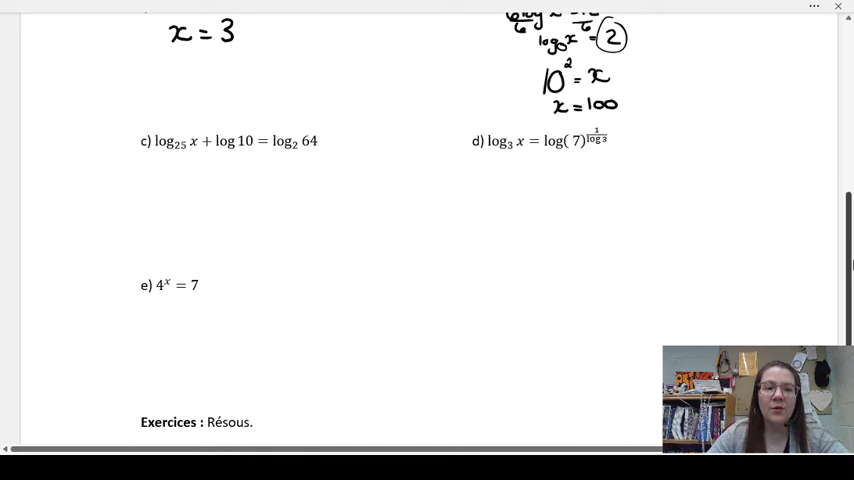 x = 3
log x = 2
10² = x
x = 100
c) log₂₅ x + log 10 = log₂ 64
d) log₃ x = log( 7)^(1/log 3)
e) 4ˣ = 7
Exercices : Résous.